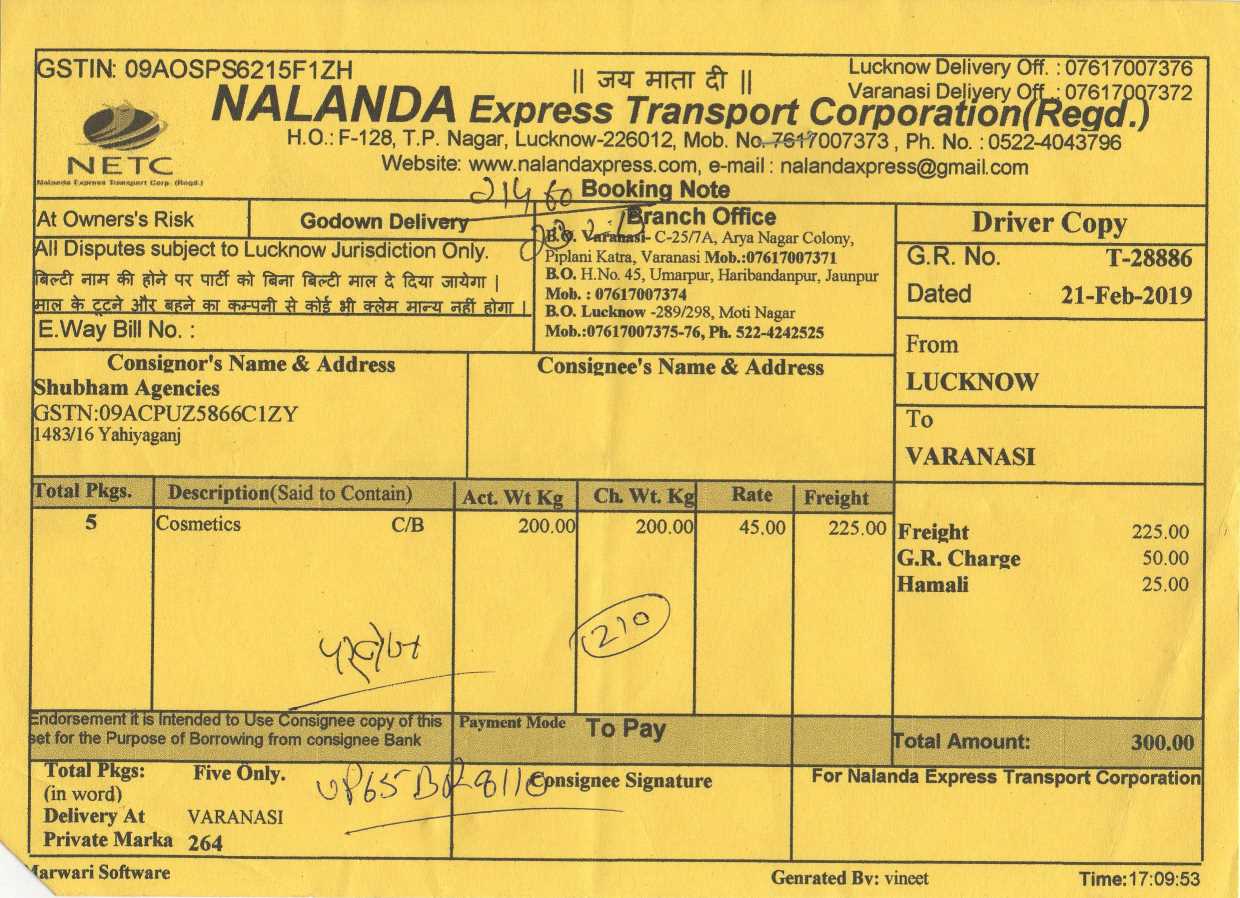 GSTIN: 09AOSPS6215F1ZH
|| जय माता दी ||
Lucknow Delivery Off. : 07617007376
Varanasi Deliyery Off. : 07617007372
NALANDA Express Transport Corporation(Regd.)
NETC
Nalanda Express Transport Corp. (Regd.)
H.O.: F-128, T.P. Nagar, Lucknow-226012, Mob. No. 7617007373 , Ph. No. : 0522-4043796
Website: www.nalandaxpress.com, e-mail : nalandaxpress@gmail.com
Booking Note
At Owners's Risk
Godown Delivery
All Disputes subject to Lucknow Jurisdiction Only.
बिल्टी नाम की होने पर पार्टी को बिना बिल्टी माल दे दिया जायेगा |
माल के टूटने और बहने का कम्पनी से कोई भी क्लेम मान्य नहीं होगा |
E.Way Bill No. :
Branch Office
B.O. Varanasi- C-25/7A, Arya Nagar Colony,
Piplani Katra, Varanasi Mob.:07617007371
B.O. H.No. 45, Umarpur, Haribandanpur, Jaunpur
Mob. : 07617007374
B.O. Lucknow -289/298, Moti Nagar
Mob.:07617007375-76, Ph. 522-4242525
Driver Copy
G.R. No. T-28886
Dated 21-Feb-2019
From
LUCKNOW
To
VARANASI
Consignor's Name & Address
Shubham Agencies
GSTN:09ACPUZ5866C1ZY
1483/16 Yahiyaganj
Consignee's Name & Address
Total Pkgs. Description(Said to Contain) Act. Wt Kg Ch. Wt. Kg Rate Freight
5 Cosmetics C/B 200.00 200.00 45.00 225.00
Freight 225.00
G.R. Charge 50.00
Hamali 25.00
210
Endorsement it is Intended to Use Consignee copy of this
set for the Purpose of Borrowing from consignee Bank
Payment Mode To Pay
Total Amount: 300.00
Total Pkgs: Five Only.
(in word)
Delivery At VARANASI
Private Marka 264
UP65 BR 8110
Consignee Signature
For Nalanda Express Transport Corporation
Marwari Software
Genrated By: vineet
Time:17:09:53